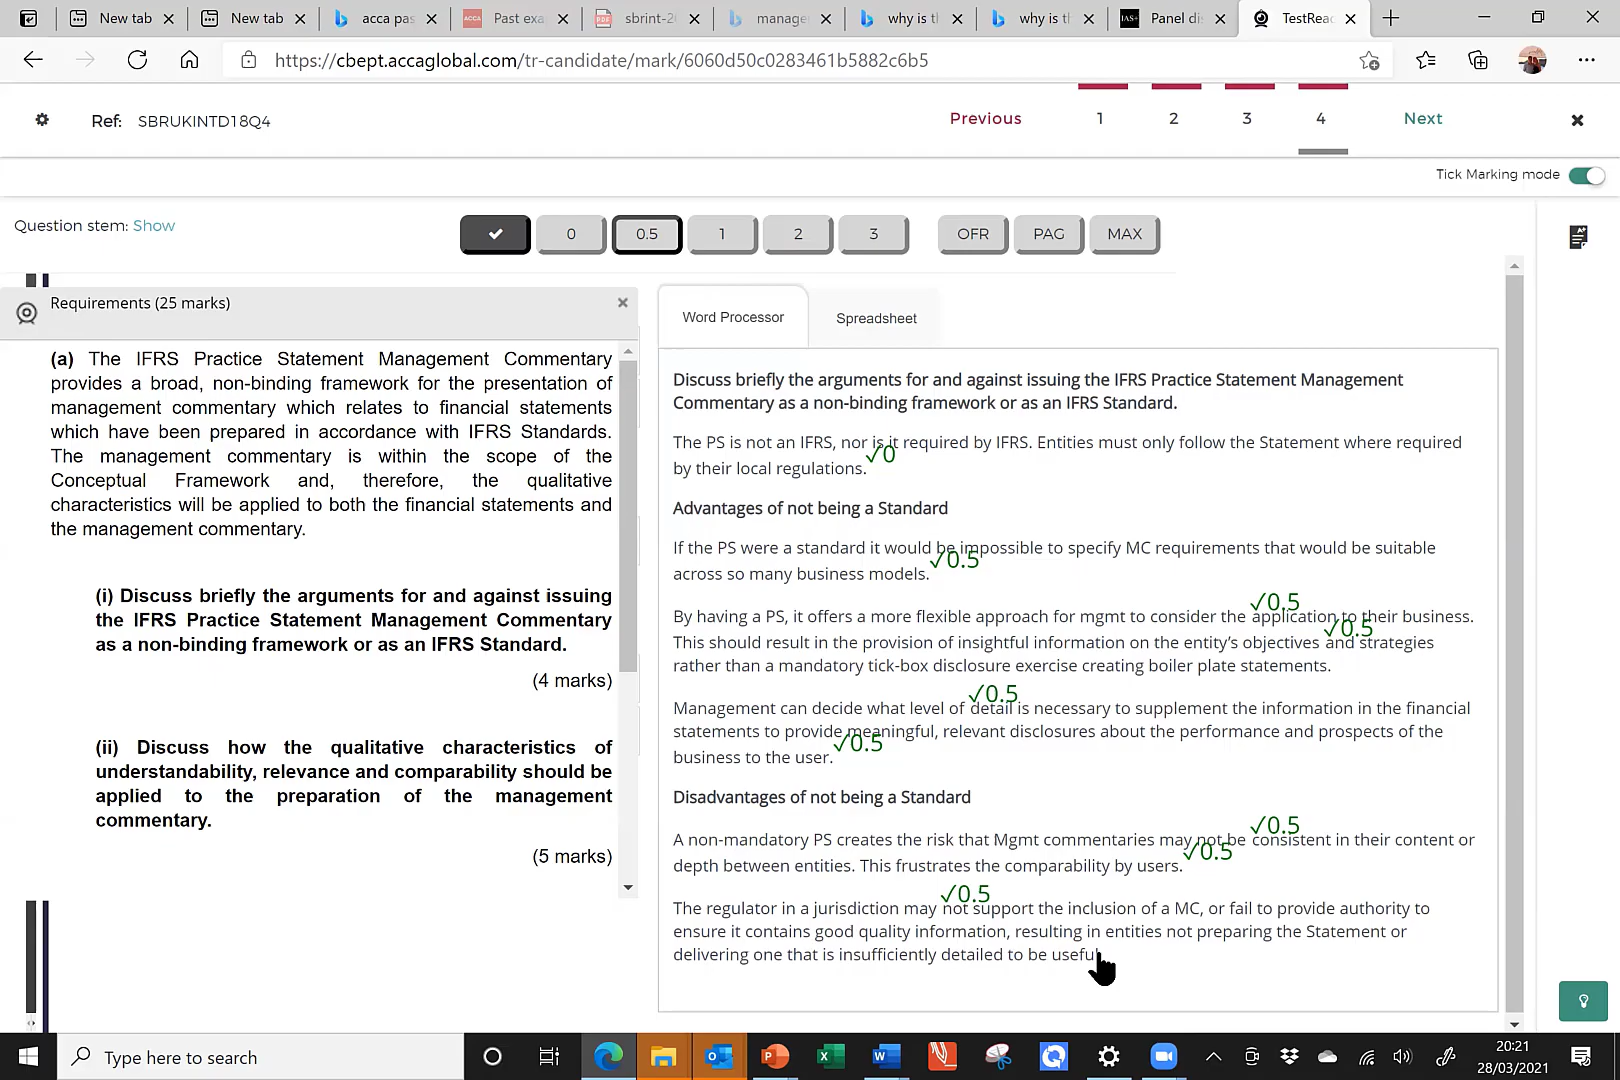 New tab
New tab
acca pas
Past exa
sbrint-2
manage
why is t
why is th
Panel di
TestRea
https://cbept.accaglobal.com/tr-candidate/mark/6060d50c0283461b5882c6b5
Ref: SBRUKINTD18Q4
Previous 1 2 3 4 Next
Tick Marking mode
Question stem: Show
0 0.5 1 2 3 OFR PAG MAX
Requirements (25 marks)
(a) The IFRS Practice Statement Management Commentary
provides a broad, non-binding framework for the presentation of
management commentary which relates to financial statements
which have been prepared in accordance with IFRS Standards.
The management commentary is within the scope of the
Conceptual Framework and, therefore, the qualitative
characteristics will be applied to both the financial statements and
the management commentary.
(i) Discuss briefly the arguments for and against issuing
the IFRS Practice Statement Management Commentary
as a non-binding framework or as an IFRS Standard.
(4 marks)
(ii) Discuss how the qualitative characteristics of
understandability, relevance and comparability should be
applied to the preparation of the management
commentary.
(5 marks)
Word Processor Spreadsheet
Discuss briefly the arguments for and against issuing the IFRS Practice Statement Management
Commentary as a non-binding framework or as an IFRS Standard.
The PS is not an IFRS, nor is it required by IFRS. Entities must only follow the Statement where required
√0
by their local regulations.
Advantages of not being a Standard
If the PS were a standard it would be impossible to specify MC requirements that would be suitable
√0.5
across so many business models.
√0.5
By having a PS, it offers a more flexible approach for mgmt to consider the application to their business.
√0.5
This should result in the provision of insightful information on the entity's objectives and strategies
rather than a mandatory tick-box disclosure exercise creating boiler plate statements.
√0.5
Management can decide what level of detail is necessary to supplement the information in the financial
statements to provide meaningful, relevant disclosures about the performance and prospects of the
√0.5
business to the user.
Disadvantages of not being a Standard
√0.5
A non-mandatory PS creates the risk that Mgmt commentaries may not be consistent in their content or
√0.5
depth between entities. This frustrates the comparability by users.
√0.5
The regulator in a jurisdiction may not support the inclusion of a MC, or fail to provide authority to
ensure it contains good quality information, resulting in entities not preparing the Statement or
delivering one that is insufficiently detailed to be useful
Type here to search
20:21
28/03/2021